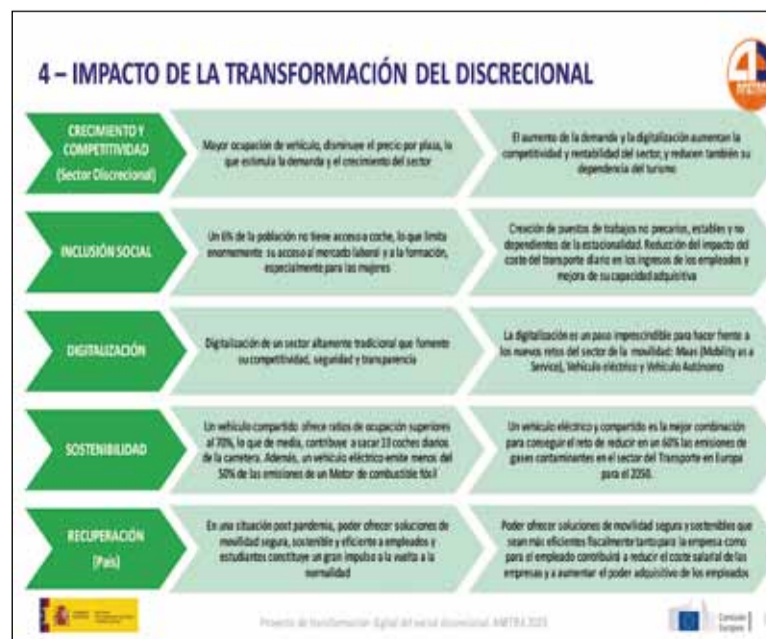 4 – IMPACTO DE LA TRANSFORMACIÓN DEL DISCRECIONAL
CRECIMIENTO Y
COMPETITIVIDAD
(Sector Discrecional)
Mayor ocupación de vehículo, disminuye el precio por plaza, lo
que estimula la demanda y el crecimiento del sector
El aumento de la demanda y la digitalización aumentan la
competitividad y rentabilidad del sector, y reducen también su
dependencia del turismo
INCLUSIÓN SOCIAL
Un 6% de la población no tiene acceso a coche, lo que limita
enormemente su acceso al mercado laboral y a la formación,
especialmente para las mujeres
Creación de puestos de trabajos no precarios, estables y no
dependientes de la estacionalidad. Reducción del impacto del
coste del transporte diario en los ingresos de los empleados y
mejora de su capacidad adquisitiva
DIGITALIZACIÓN
Digitalización de un sector altamente tradicional que fomente
su competitividad, seguridad y transparencia
La digitalización es un paso imprescindible para hacer frente a
los nuevos retos del sector de la movilidad: Maas (Mobility as a
Service), Vehículo eléctrico y Vehículo Autónomo
SOSTENIBILIDAD
Un vehículo compartido ofrece ratios de ocupación superiores
al 70%, lo que de media, contribuye a sacar 13 coches diarios
de la carretera. Además, un vehículo eléctrico emite menos del
50% de las emisiones de un Motor de combustible fócil
Un vehículo eléctrico y compartido es la mejor combinación
para conseguir el reto de reducir en un 60% las emisiones de
gases contaminantes en el sector del Transporte en Europa
para el 2050.
RECUPERACIÓN
(País)
En una situación post pandemia, poder ofrecer soluciones de
movilidad segura, sostenible y eficiente a empleados y
estudiantes constituye un gran impulso a la vuelta a la
normalidad
Poder ofrecer soluciones de movilidad segura y sostenibles que
sean más eficientes fiscalmente tanto para la empresa como
para el empleado contribuirá a reducir el coste salarial de las
empresas y a aumentar el poder adquisitivo de los empleados
Proyecto de transformación digital del sector discrecional. ANETRA
Comisión
Europea